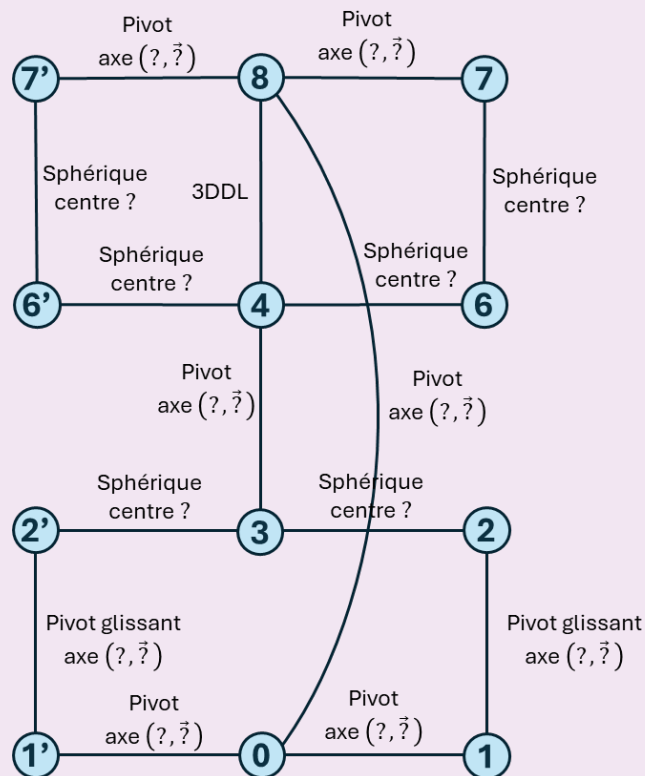 Pivot
axe (?, ?⃗)
Pivot
axe (?, ?⃗)
7'
8
7
Sphérique
centre ?
3DDL
Sphérique
centre ?
Sphérique
centre ?
Sphérique
centre ?
6'
4
6
Pivot
axe (?, ?⃗)
Pivot
axe (?, ?⃗)
Sphérique
centre ?
Sphérique
centre ?
2'
3
2
Pivot glissant
axe (?, ?⃗)
Pivot glissant
axe (?, ?⃗)
Pivot
axe (?, ?⃗)
Pivot
axe (?, ?⃗)
1'
0
1